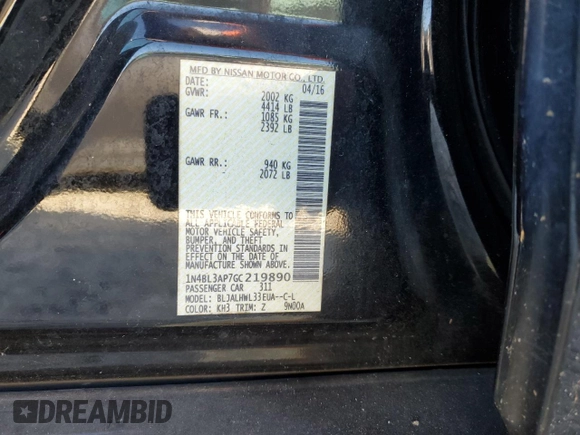 MFD BY NISSAN MOTOR CO., LTD.
DATE: 04/16
GVWR: 2002 KG
4414 LB
GAWR FR.: 1085 KG
2392 LB
GAWR RR.: 940 KG
2072 LB
THIS VEHICLE CONFORMS TO
ALL APPLICABLE FEDERAL
MOTOR VEHICLE SAFETY,
BUMPER, AND THEFT
PREVENTION STANDARDS IN
EFFECT ON THE DATE OF
MANUFACTURE SHOWN ABOVE.
1N4BL3AP7GC219890
PASSENGER CAR 311
MODEL: BL3ALHWL33EUA--C-L
COLOR: KH3 TRIM: Z 9N00A
DREAMBID